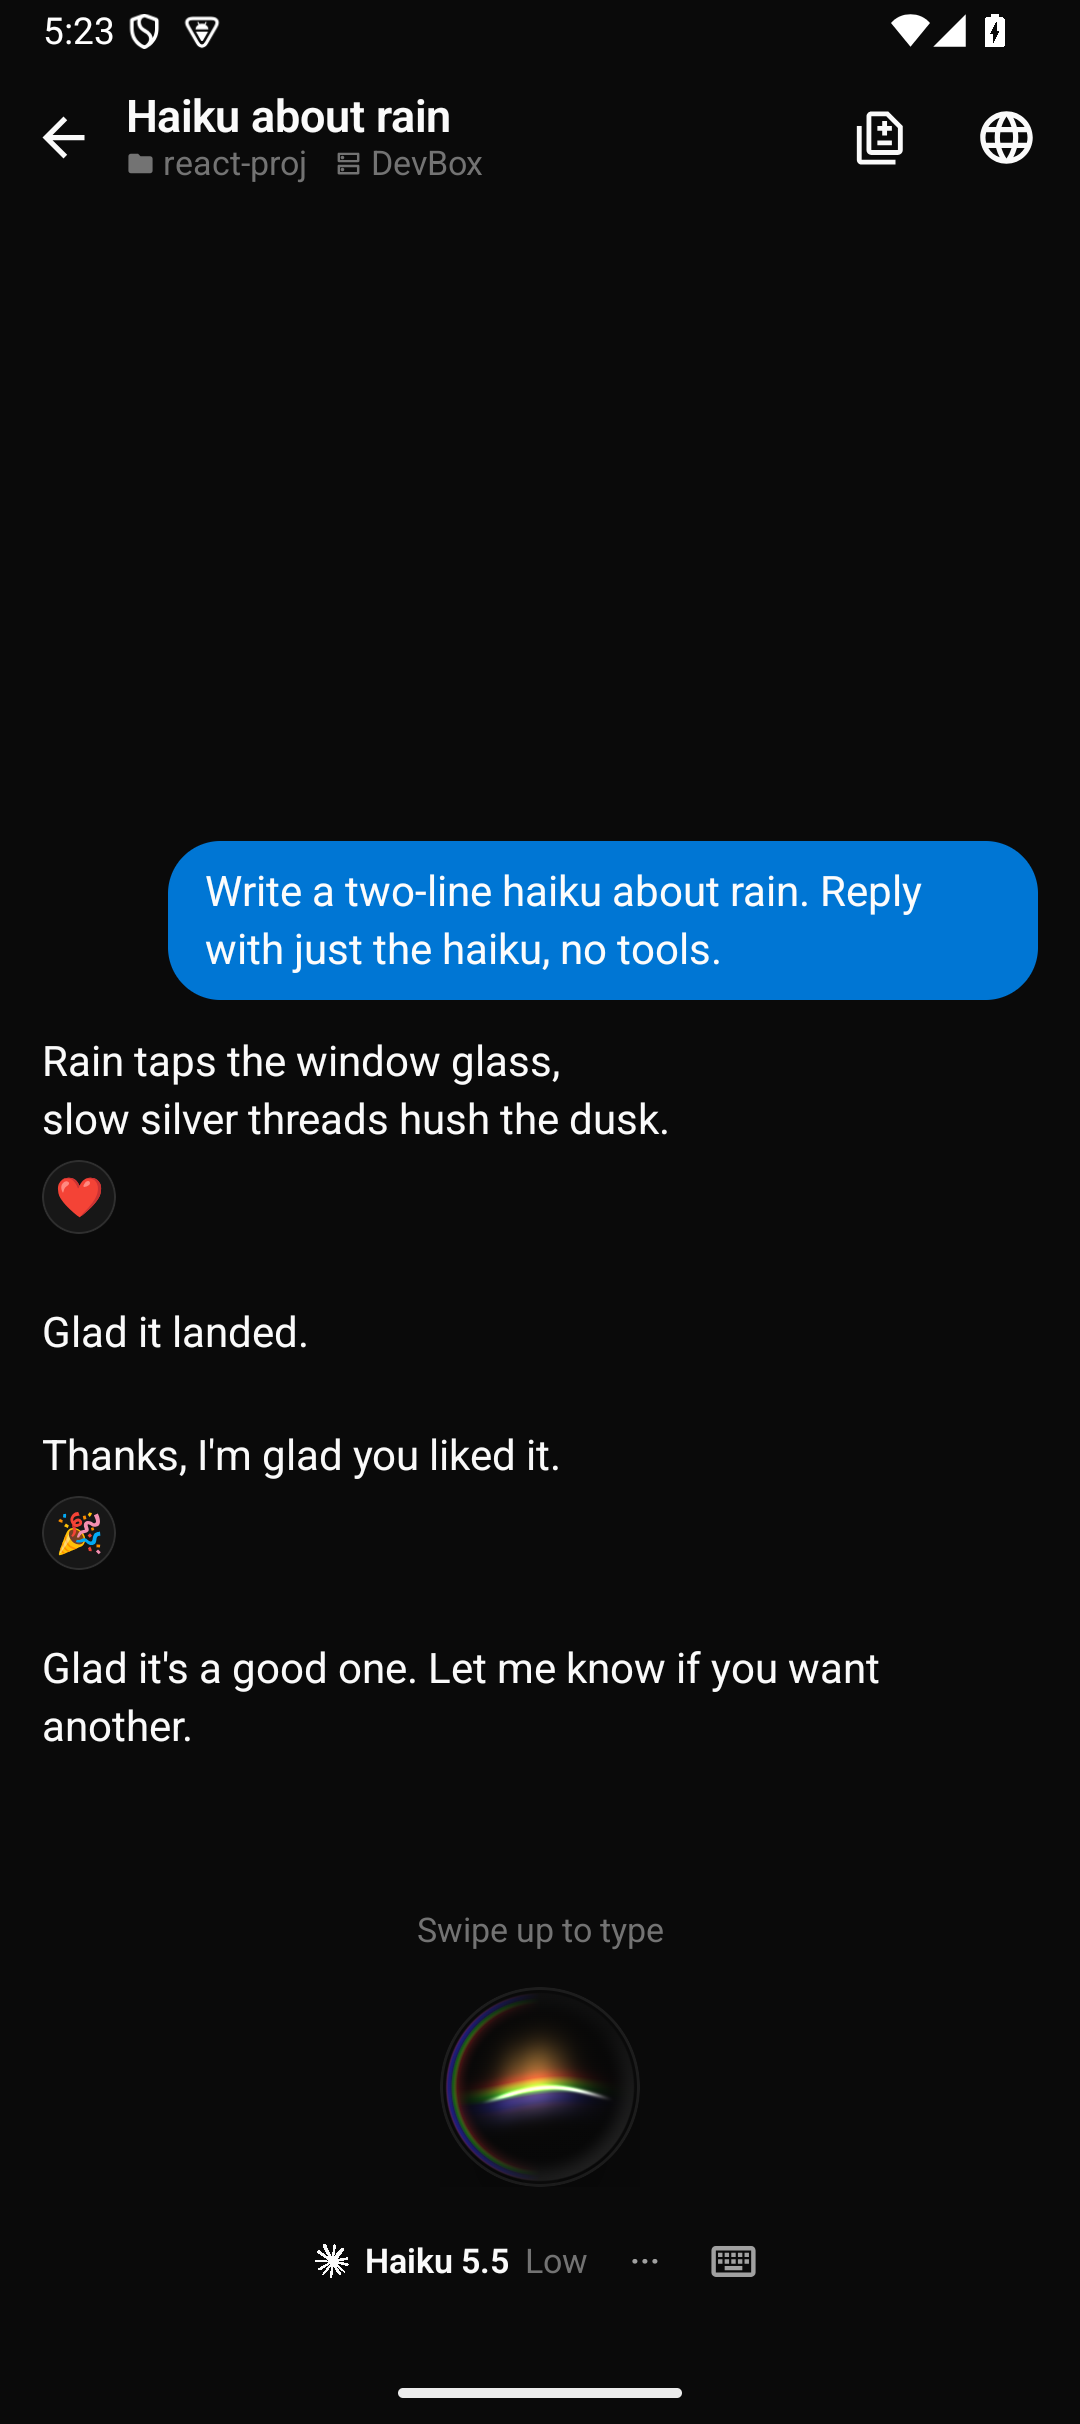 5:23
Haiku about rain
react-proj DevBox
Write a two-line haiku about rain. Reply
with just the haiku, no tools.
Rain taps the window glass,
slow silver threads hush the dusk.
❤️
Glad it landed.
Thanks, I'm glad you liked it.
🎉
Glad it's a good one. Let me know if you want
another.
Swipe up to type
Haiku 5.5 Low ...